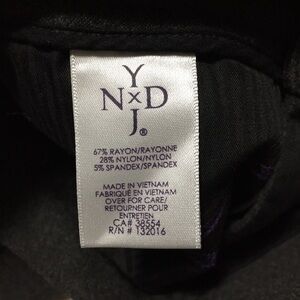 Y
N×D
J®
67% RAYON/RAYONNE
28% NYLON/NYLON
5% SPANDEX/SPANDEX
MADE IN VIETNAM
FABRIQUÉ EN VIETNAM
OVER FOR CARE/
RETOURNER POUR
ENTRETIEN
CA# 38554
R/N # 132016